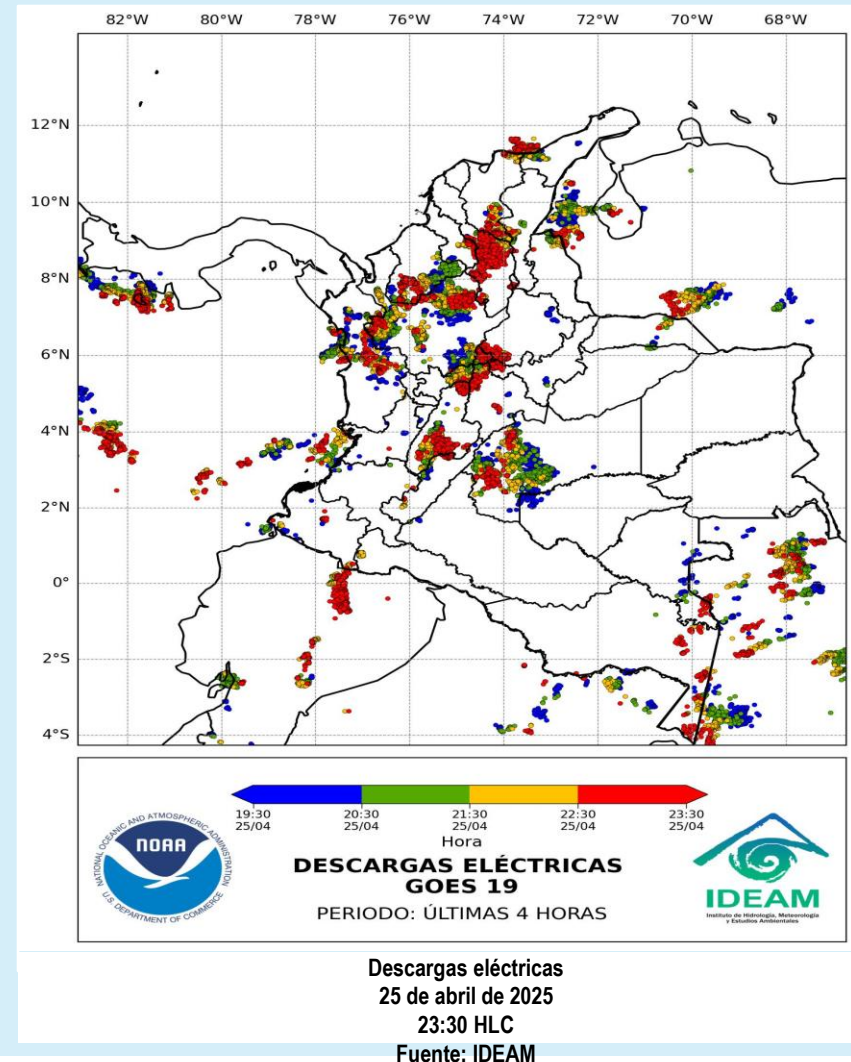 82°W 80°W 78°W 76°W 74°W 72°W 70°W 68°W
12°N
10°N
8°N
6°N
4°N
2°N
0°
2°S
4°S
19:30 20:30 21:30 22:30 23:30
25/04 25/04 25/04 25/04 25/04
Hora
DESCARGAS ELÉCTRICAS
GOES 19
PERIODO: ÚLTIMAS 4 HORAS
NATIONAL OCEANIC AND ATMOSPHERIC ADMINISTRATION
NOAA
U.S. DEPARTMENT OF COMMERCE
IDEAM
Instituto de Hidrología, Meteorología
y Estudios Ambientales
Descargas eléctricas
25 de abril de 2025
23:30 HLC
Fuente: IDEAM